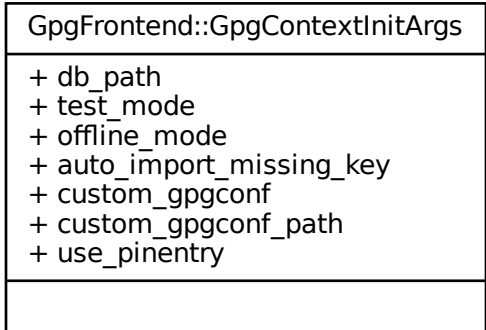 GpgFrontend::GpgContextInitArgs
+ db_path
+ test_mode
+ offline_mode
+ auto_import_missing_key
+ custom_gpgconf
+ custom_gpgconf_path
+ use_pinentry